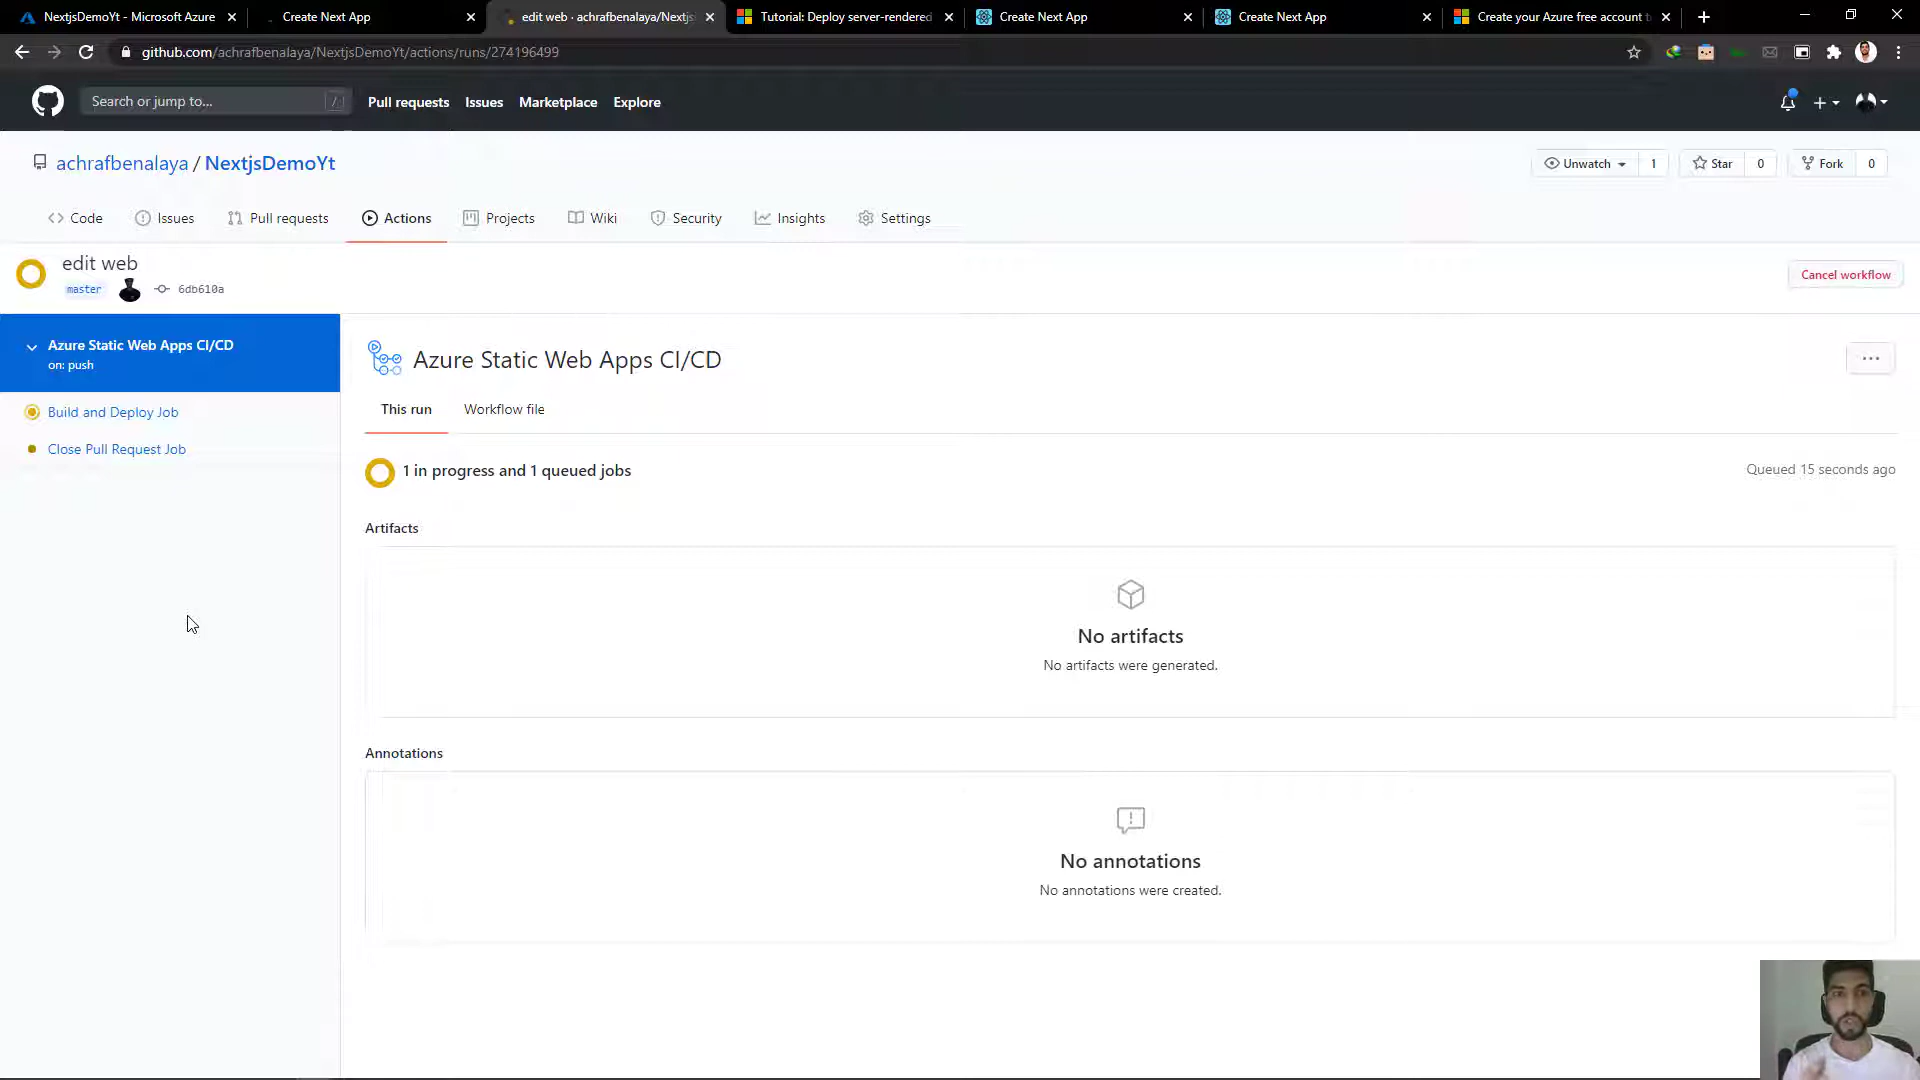 NextjsDemoYt - Microsoft Azure
Create Next App
edit web · achrafbenalaya/Nextjs
Tutorial: Deploy server-rendered
Create Next App
Create Next App
Create your Azure free account
github.com/achrafbenalaya/NextjsDemoYt/actions/runs/274196499
Search or jump to...
/
Pull requests
Issues
Marketplace
Explore
achrafbenalaya / NextjsDemoYt
Unwatch
1
Star
0
Fork
0
Code
Issues
Pull requests
Actions
Projects
Wiki
Security
Insights
Settings
edit web
master
6db610a
Cancel workflow
Azure Static Web Apps CI/CD
on: push
Build and Deploy Job
Close Pull Request Job
Azure Static Web Apps CI/CD
This run
Workflow file
1 in progress and 1 queued jobs
Queued 15 seconds ago
Artifacts
No artifacts
No artifacts were generated.
Annotations
No annotations
No annotations were created.